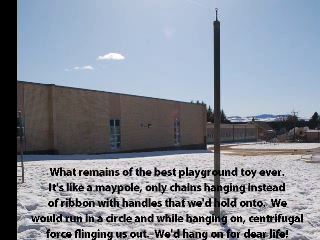 What remains of the best playground toy ever.
It's like a maypole, only chains hanging instead
of ribbon with handles that we'd hold onto.  We
would run in a circle and while hanging on, centrifugal
force flinging us out.  We'd hang on for dear life!